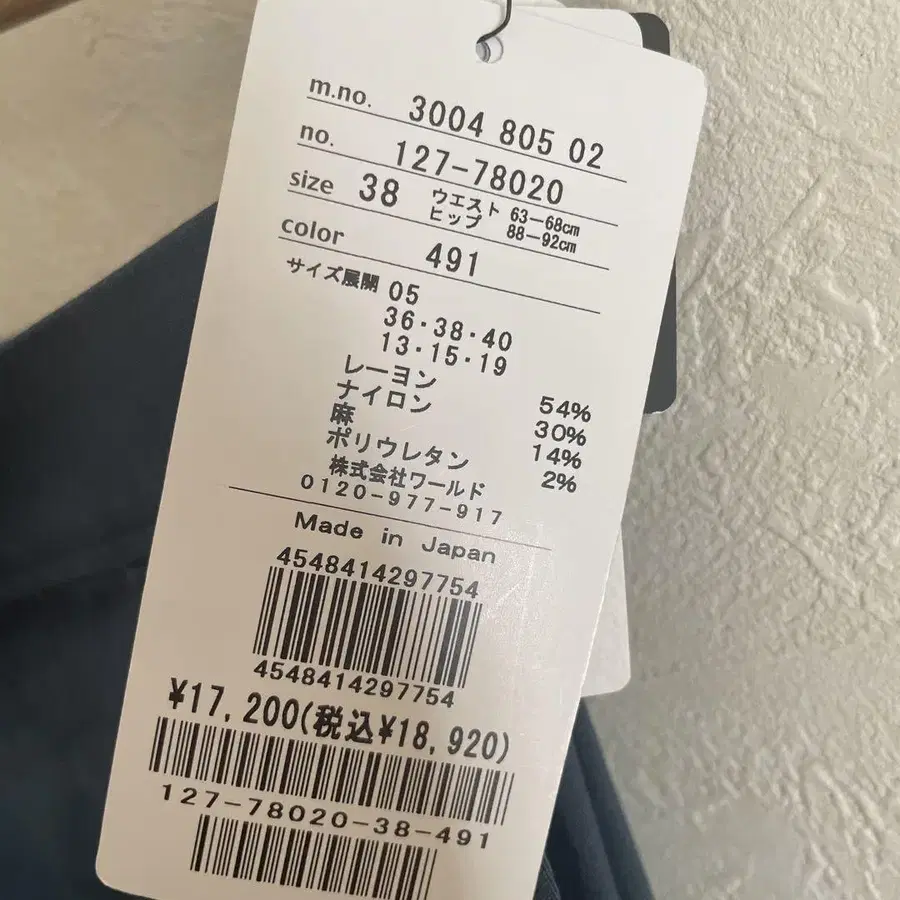 m.no. 3004 805 02
no. 127-78020
size 38 ウエスト 63－68㎝
ヒップ 88－92㎝
color 491
サイズ展開 05
36・38・40
13・15・19
レーヨン 54%
ナイロン 30%
麻 14%
ポリウレタン 2%
株式会社ワールド
0120-977-917
Made in Japan
4548414297754
4548414297754
¥17,200(税込¥18,920)
127-78020-38-491